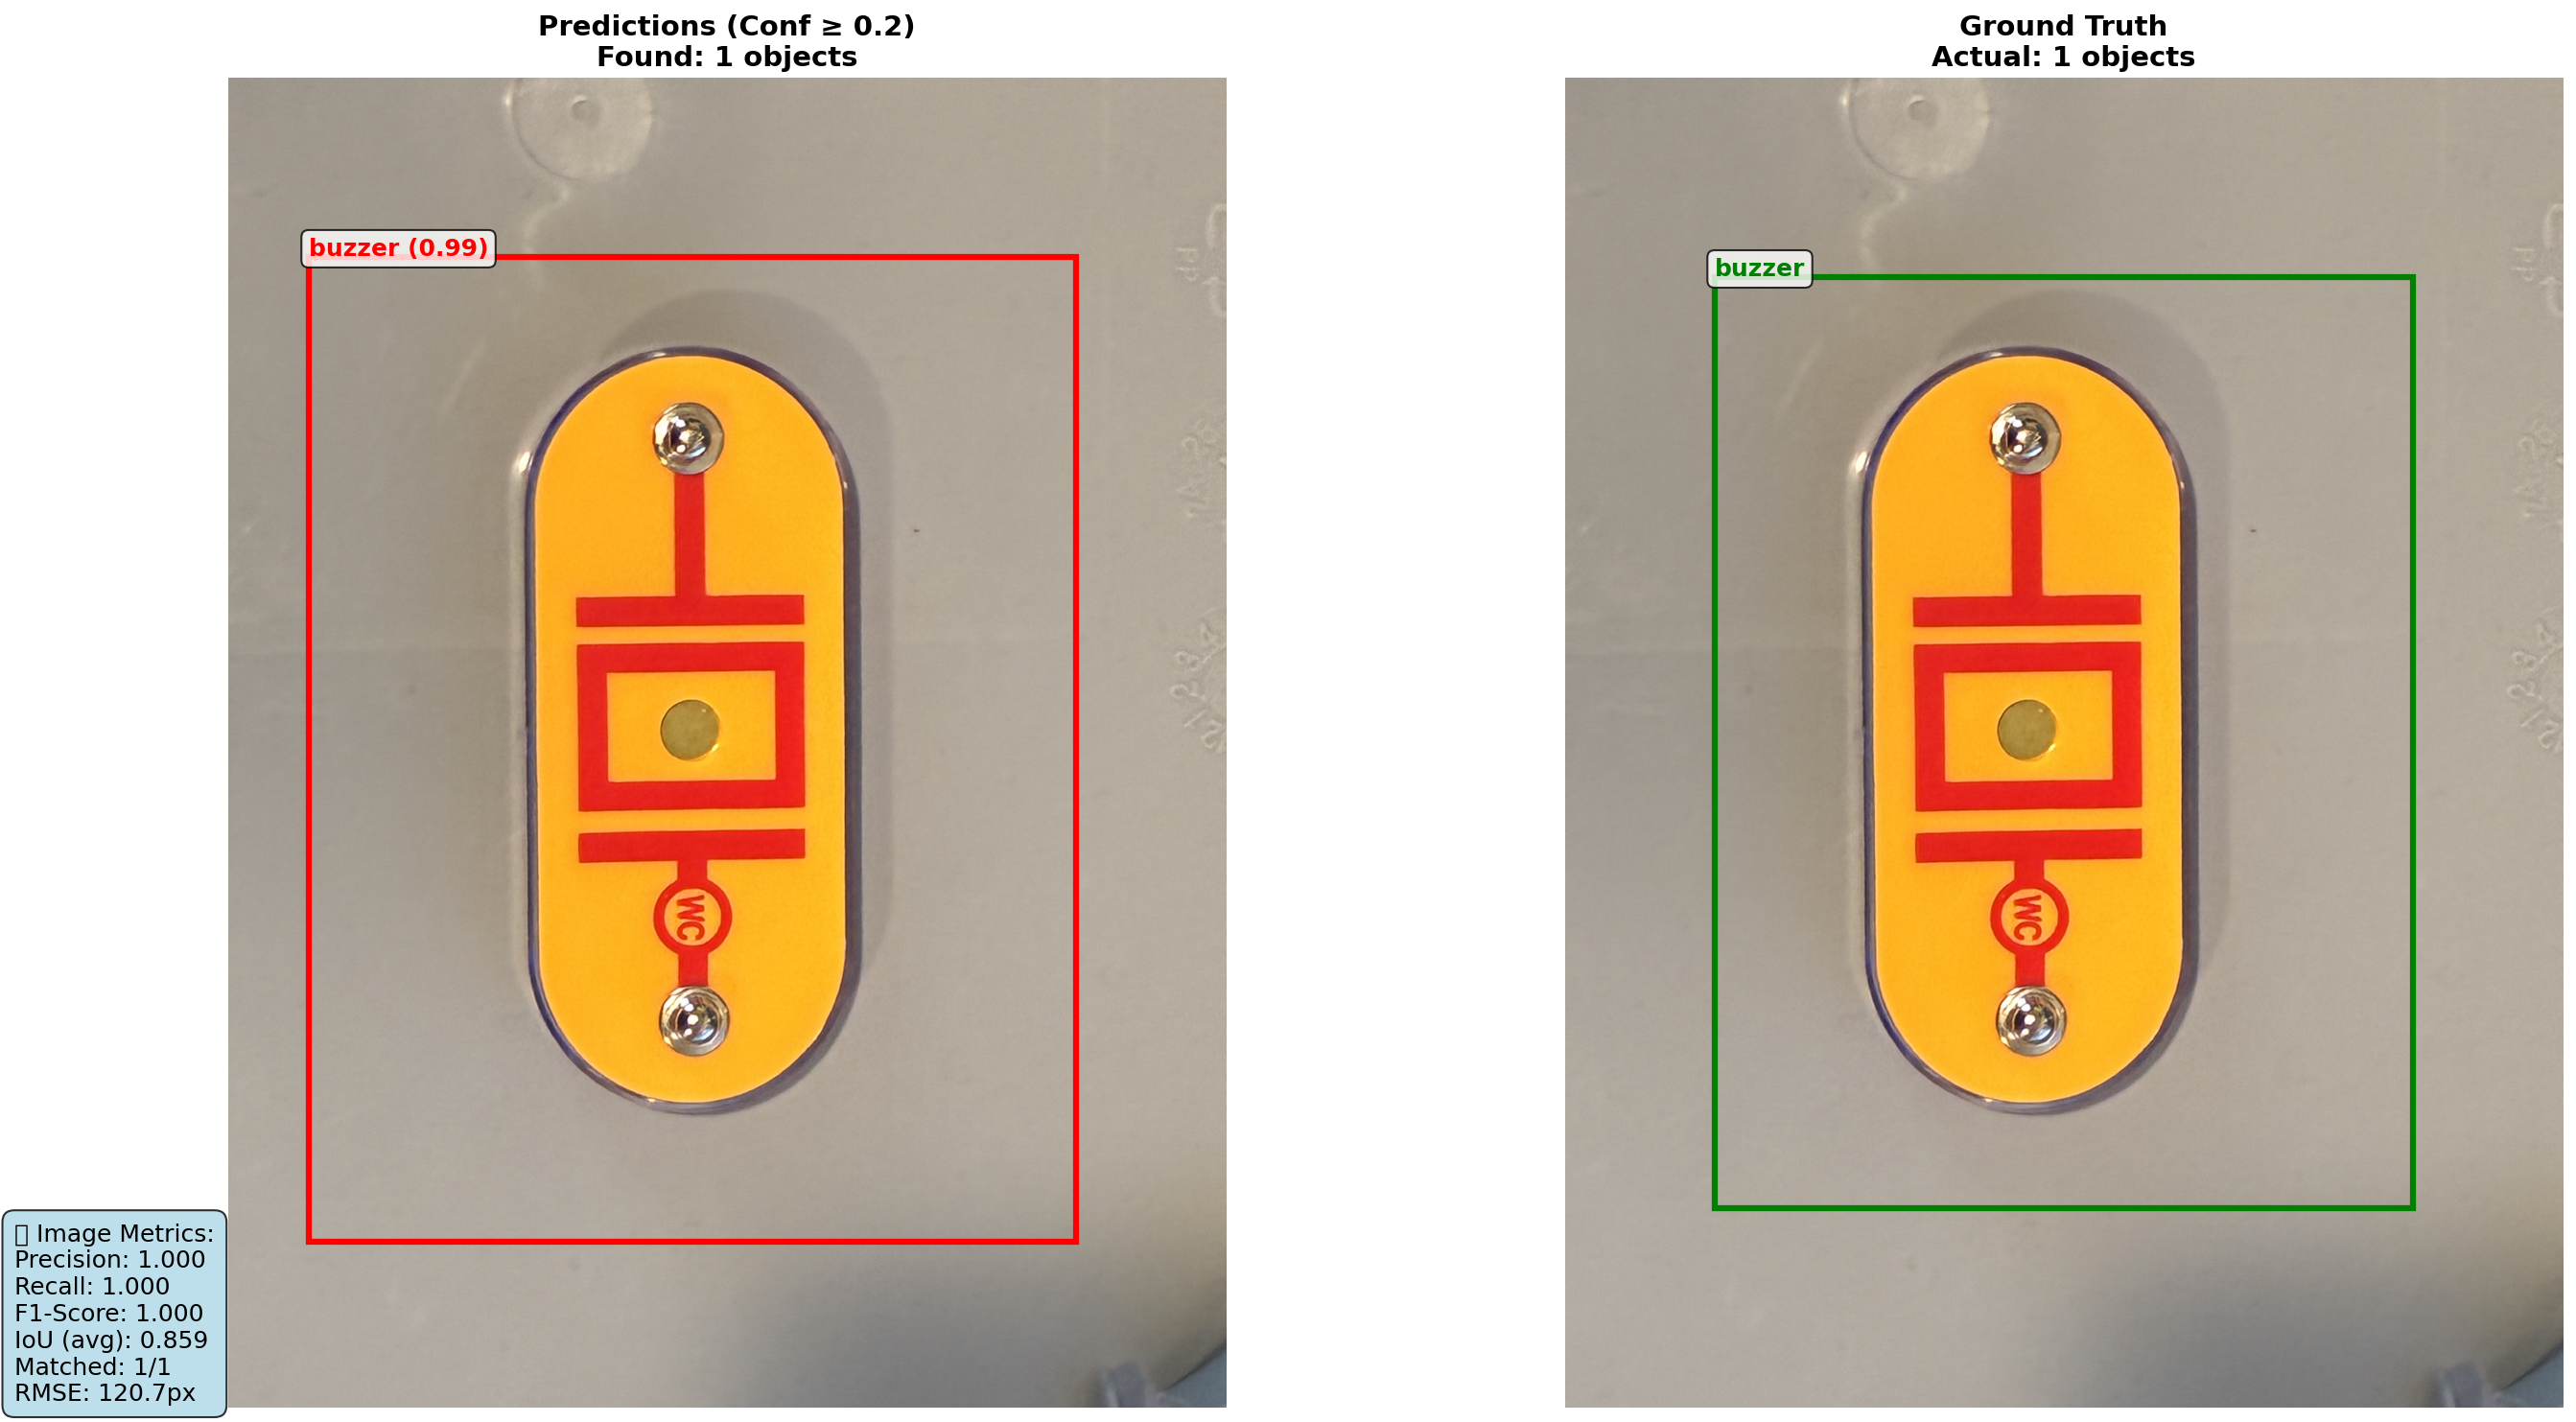 Predictions (Conf ≥ 0.2)
Found: 1 objects
buzzer (0.99)
WC
Image Metrics:
Precision: 1.000
Recall: 1.000
F1-Score: 1.000
IoU (avg): 0.859
Matched: 1/1
RMSE: 120.7px
Ground Truth
Actual: 1 objects
buzzer
WC